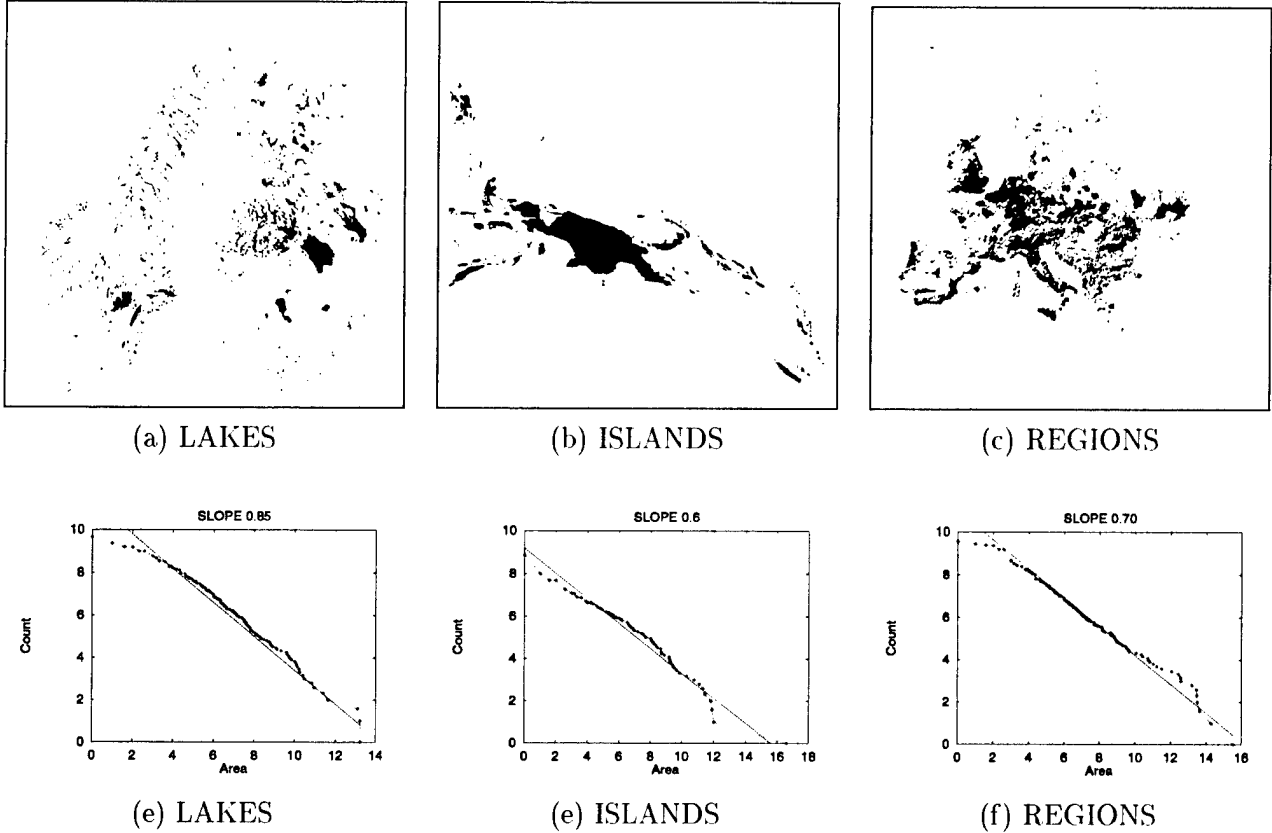 (a) LAKES
(b) ISLANDS
(c) REGIONS
SLOPE 0.85
10
8
6
4
2
0
Count
0 2 4 6 8 10 12 14
Area
(e) LAKES
SLOPE 0.6
10
8
6
4
2
0
Count
0 2 4 6 8 10 12 14 16 18
Area
(e) ISLANDS
SLOPE 0.70
10
8
6
4
2
0
Count
0 2 4 6 8 10 12 14 16
Area
(f) REGIONS